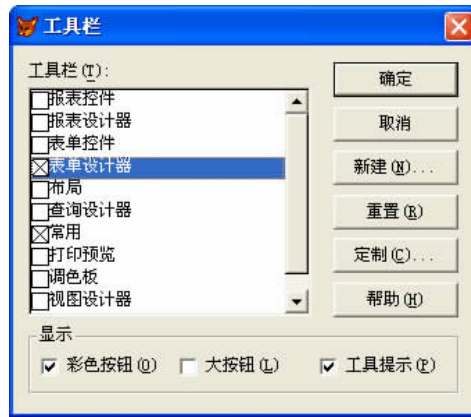 工具栏
工具栏(T):
报表控件
报表设计器
表单控件
表单设计器
布局
查询设计器
常用
打印预览
调色板
视图设计器
确定
取消
新建(N)...
重置(R)
定制(C)...
帮助(H)
显示
彩色按钮(O)
大按钮(L)
工具提示(P)